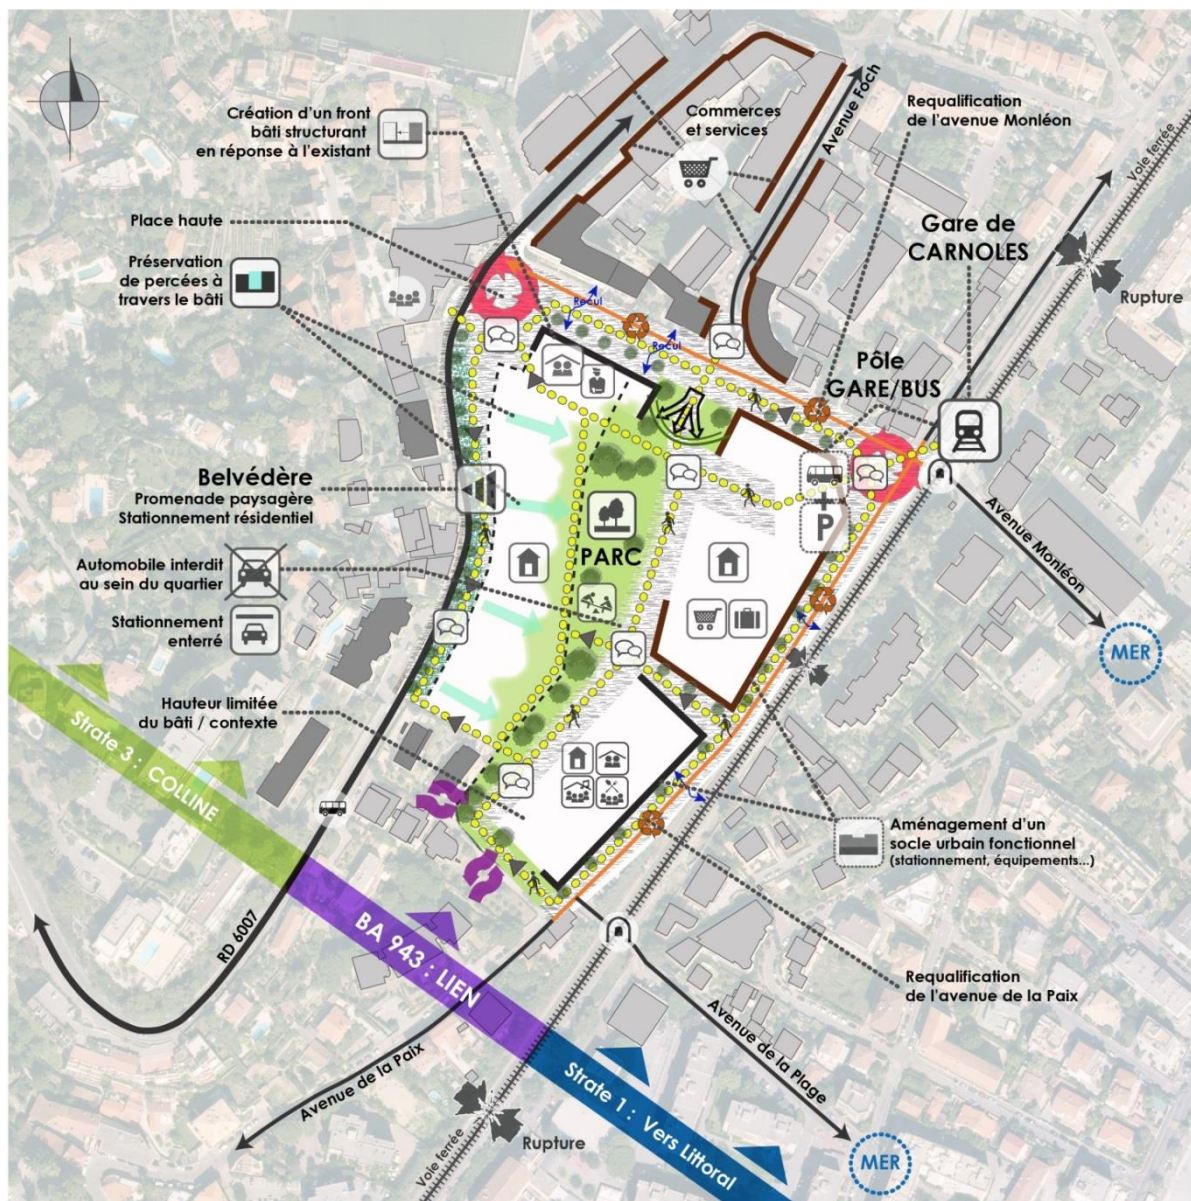 Création d'un front
bâti structurant
en réponse à l'existant
Commerces
et services
Avenue Foch
Requalification
de l'avenue Monléon
Voie ferrée
Place haute
Préservation
de percées à
travers le bâti
Gare de
CARNOLES
Rupture
Recul
Recul
Pôle
GARE/BUS
Belvédère
Promenade paysagère
Stationnement résidentiel
PARC
+
P
Avenue Monléon
Automobile interdit
au sein du quartier
Stationnement
enterré
MER
Hauteur limitée
du bâti / contexte
Strate 3 : COLLINE
Aménagement d'un
socle urbain fonctionnel
(stationnement, équipements...)
RD 6007
BA 943 : LIEN
Requalification
de l'avenue de la Paix
Avenue de la Paix
Avenue de la Plage
Strate 1 : Vers Littoral
Rupture
Voie ferrée
MER